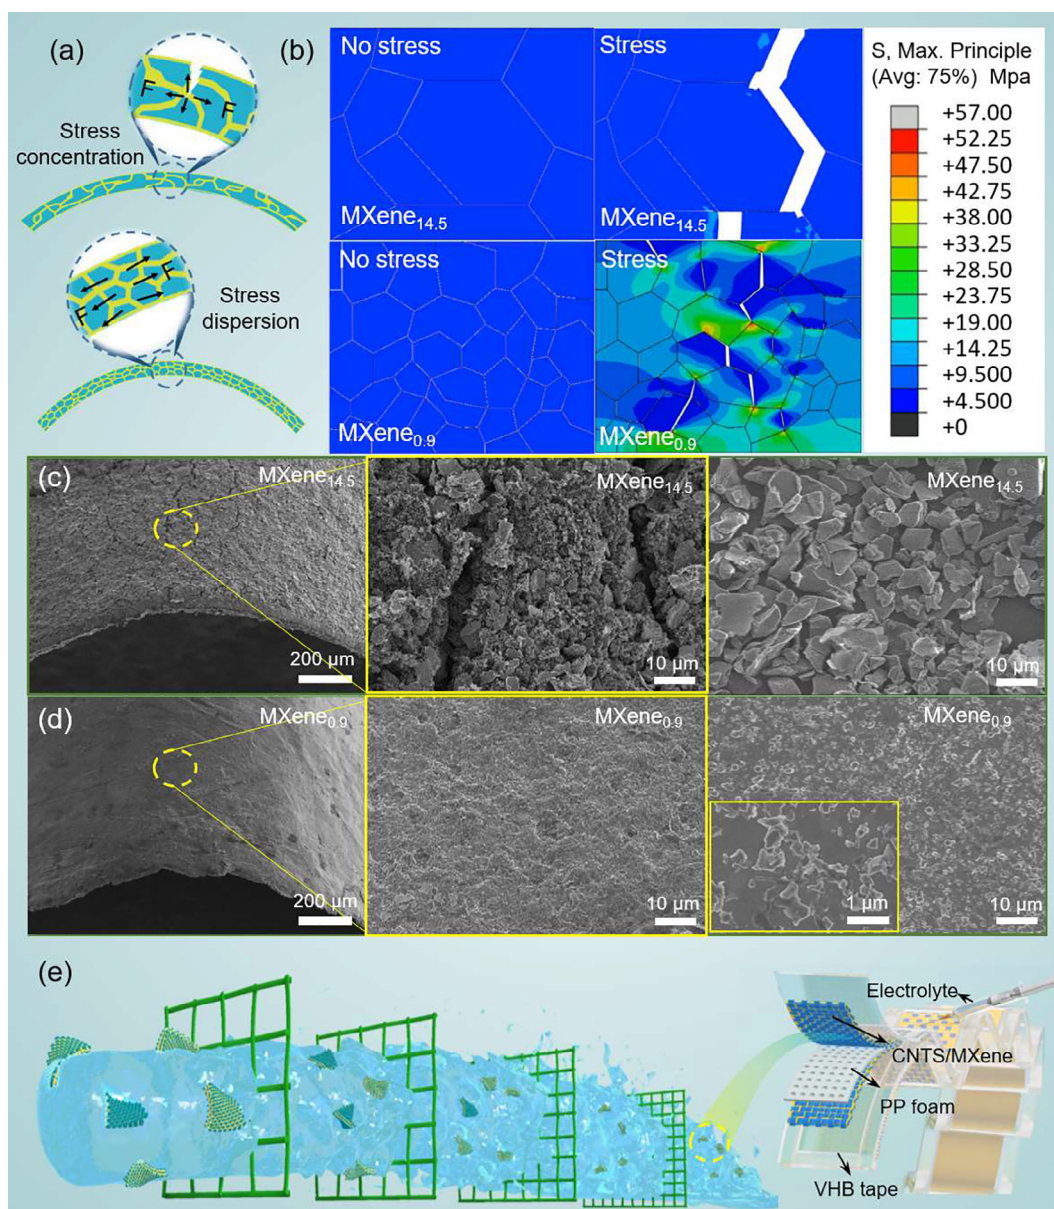 (a)
F
F
Stress
concentration
F
F
Stress
dispersion
(b)
No stress
MXene14.5
Stress
MXene14.5
No stress
MXene0.9
Stress
MXene0.9
S, Max. Principle
(Avg: 75%) Mpa
+57.00
+52.25
+47.50
+42.75
+38.00
+33.25
+28.50
+23.75
+19.00
+14.25
+9.500
+4.500
+0
(c)
MXene14.5
200 μm
MXene14.5
10 μm
MXene14.5
10 μm
(d)
MXene0.9
200 μm
MXene0.9
10 μm
MXene0.9
1 μm
10 μm
(e)
Electrolyte
CNTS/MXene
PP foam
VHB tape